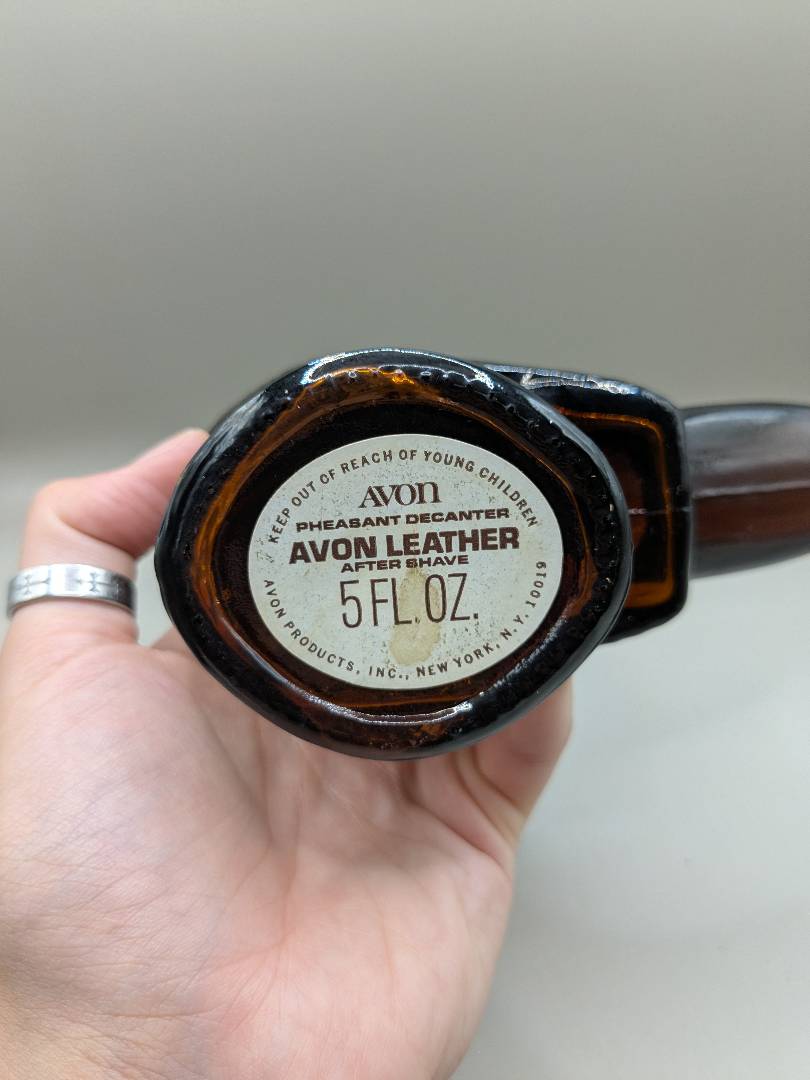 KEEP OUT OF REACH OF YOUNG CHILDREN
AVON
PHEASANT DECANTER
AVON LEATHER
AFTER SHAVE
5 FL. OZ.
AVON PRODUCTS, INC., NEW YORK, N.Y. 10019